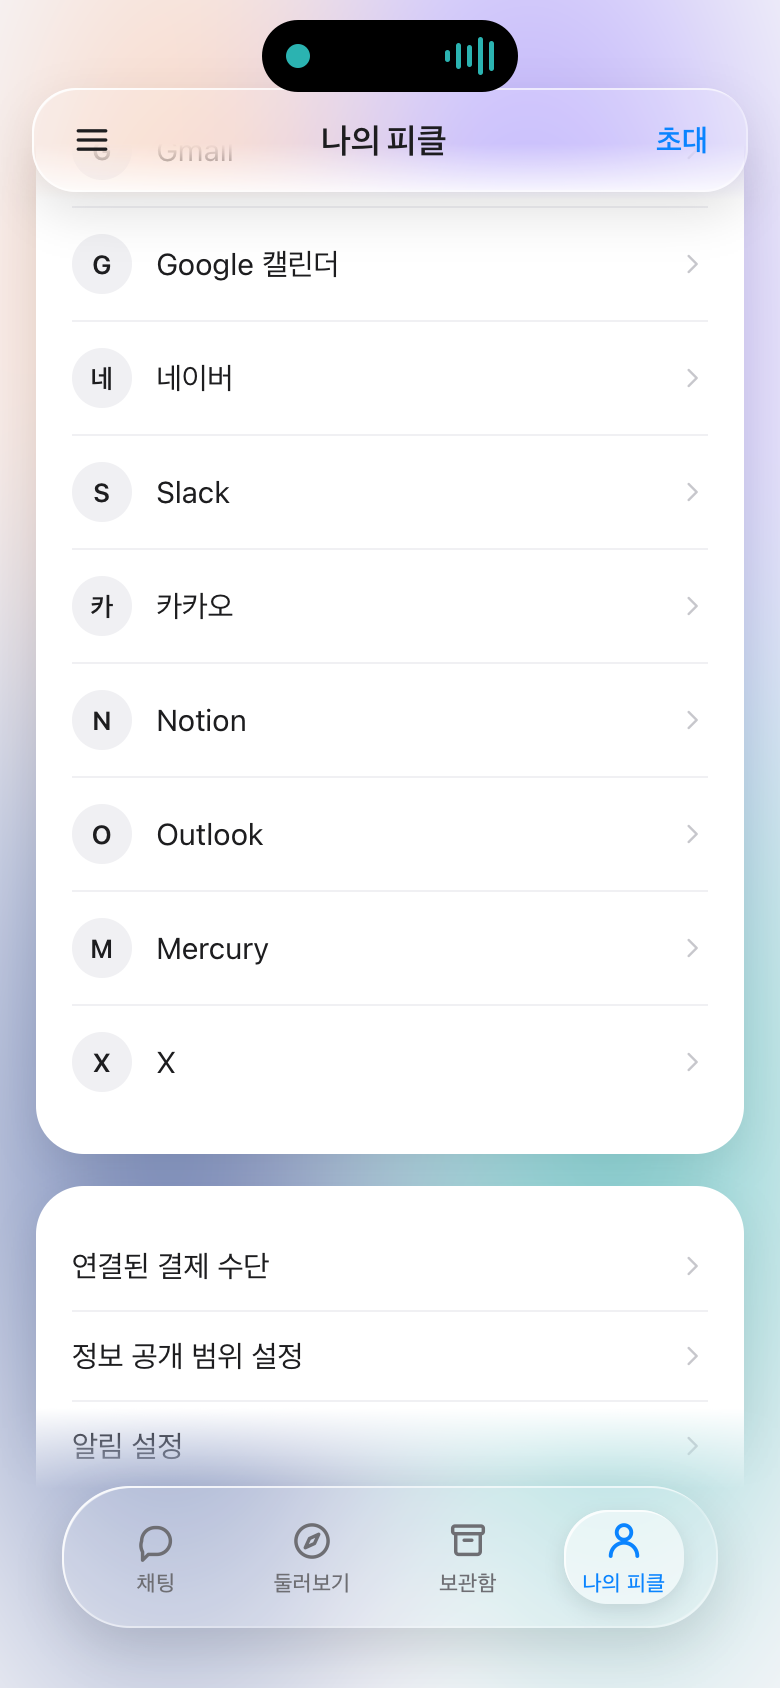 나의 피클
초대
Gmail
G
Google 캘린더
네
네이버
S
Slack
카
카카오
N
Notion
O
Outlook
M
Mercury
X
X
연결된 결제 수단
정보 공개 범위 설정
알림 설정
채팅
둘러보기
보관함
나의 피클